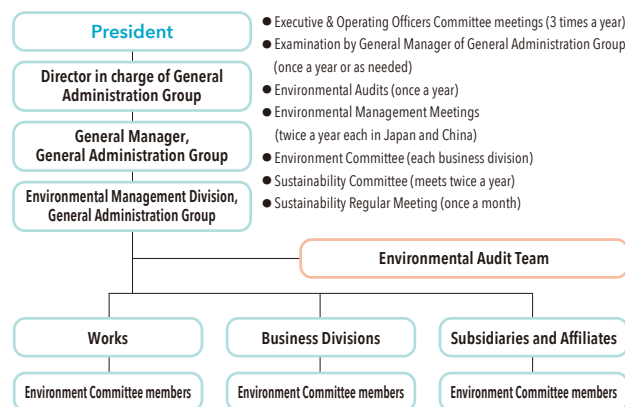 President
Director in charge of General
Administration Group
General Manager,
General Administration Group
Environmental Management Division,
General Administration Group
● Executive & Operating Officers Committee meetings (3 times a year)
● Examination by General Manager of General Administration Group
(once a year or as needed)
● Environmental Audits (once a year)
● Environmental Management Meetings
(twice a year each in Japan and China)
● Environment Committee (each business division)
● Sustainability Committee (meets twice a year)
● Sustainability Regular Meeting (once a month)
Environmental Audit Team
Works
Business Divisions
Subsidiaries and Affiliates
Environment Committee members
Environment Committee members
Environment Committee members